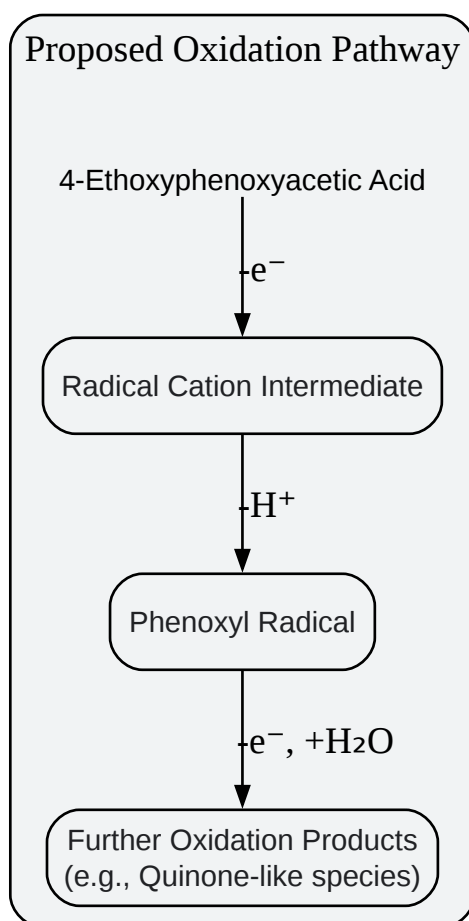 Proposed Oxidation Pathway
4-Ethoxyphenoxyacetic Acid
-e⁻
Radical Cation Intermediate
-H⁺
Phenoxyl Radical
-e⁻, +H₂O
Further Oxidation Products
(e.g., Quinone-like species)